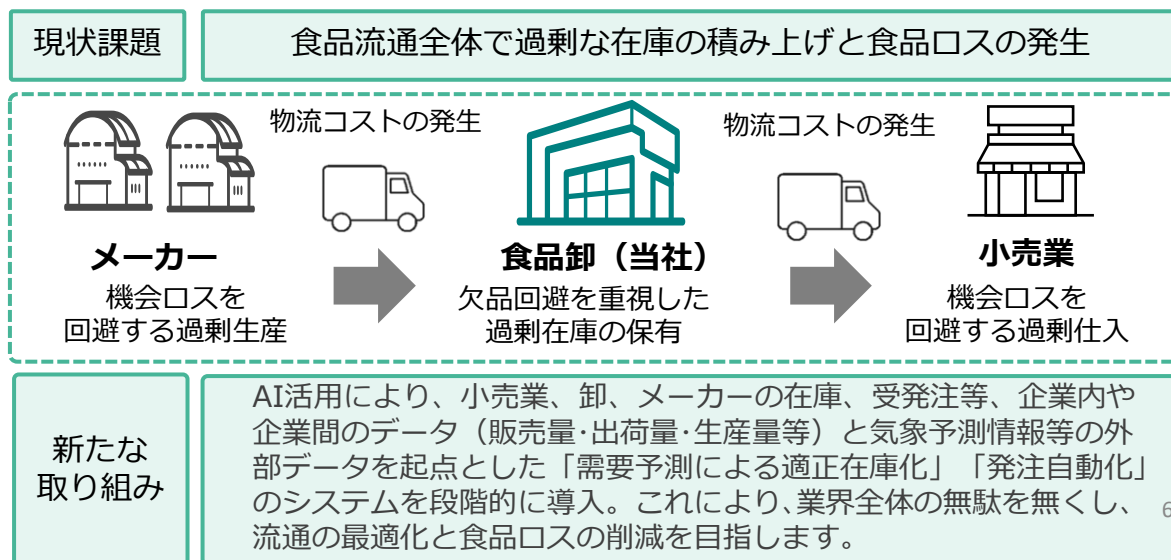 現状課題
食品流通全体で過剰な在庫の積み上げと食品ロスの発生
物流コストの発生
物流コストの発生
メーカー
機会ロスを
回避する過剰生産
食品卸（当社）
欠品回避を重視した
過剰在庫の保有
小売業
機会ロスを
回避する過剰仕入
新たな
取り組み
AI活用により、小売業、卸、メーカーの在庫、受発注等、企業内や
企業間のデータ（販売量･出荷量･生産量等）と気象予測情報等の外
部データを起点とした「需要予測による適正在庫化」「発注自動化」
のシステムを段階的に導入。これにより、業界全体の無駄を無くし、
流通の最適化と食品ロスの削減を目指します。
6